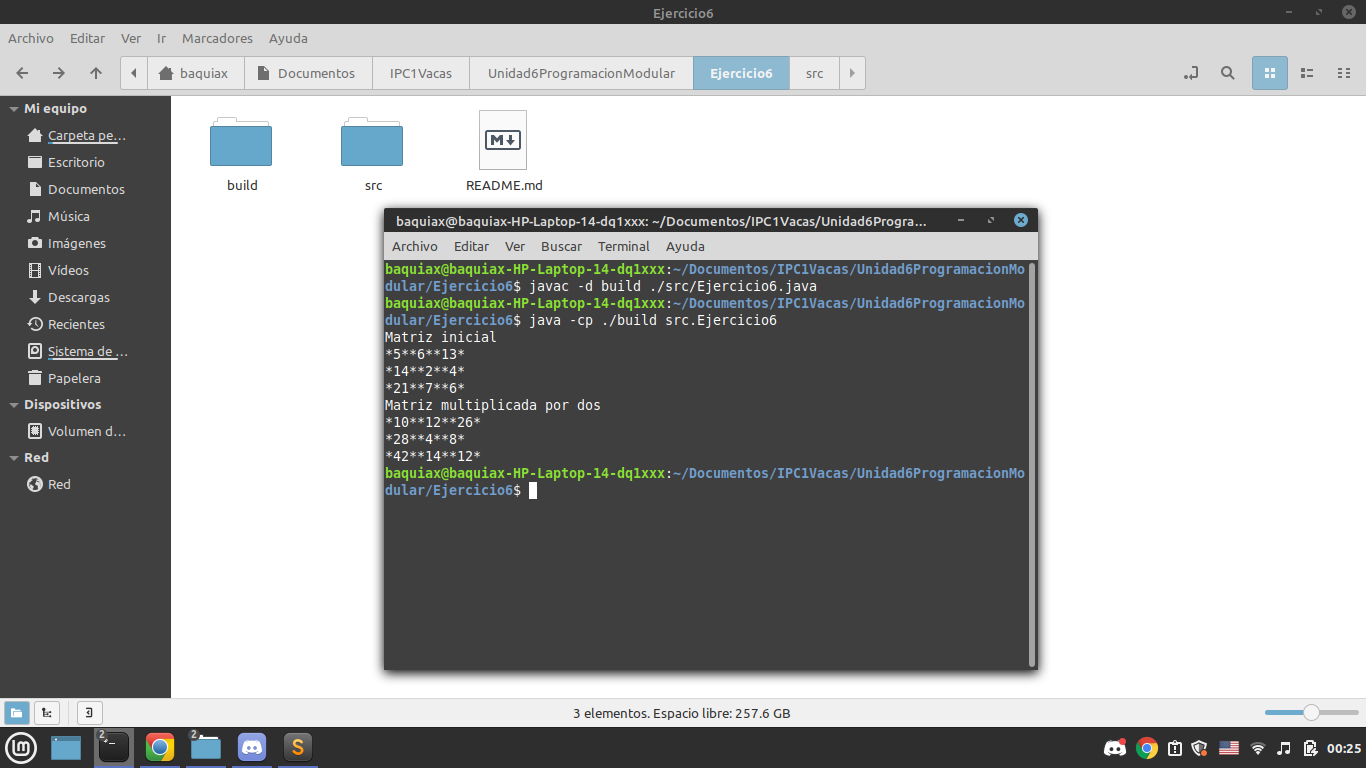 Ejercicio6
Archivo Editar Ver Ir Marcadores Ayuda
baquiax Documentos IPC1Vacas Unidad6ProgramacionModular Ejercicio6 src
Mi equipo
Carpeta pe...
Escritorio
Documentos
Música
Imágenes
Vídeos
Descargas
Recientes
Sistema de ...
Papelera
Dispositivos
Volumen d...
Red
Red
build
src
M
README.md
baquiax@baquiax-HP-Laptop-14-dq1xxx: ~/Documentos/IPC1Vacas/Unidad6Progra...
Archivo Editar Ver Buscar Terminal Ayuda
baquiax@baquiax-HP-Laptop-14-dq1xxx:~/Documentos/IPC1Vacas/Unidad6ProgramacionMo
dular/Ejercicio6$ javac -d build ./src/Ejercicio6.java
baquiax@baquiax-HP-Laptop-14-dq1xxx:~/Documentos/IPC1Vacas/Unidad6ProgramacionMo
dular/Ejercicio6$ java -cp ./build src.Ejercicio6
Matriz inicial
*5**6**13*
*14**2**4*
*21**7**6*
Matriz multiplicada por dos
*10**12**26*
*28**4**8*
*42**14**12*
baquiax@baquiax-HP-Laptop-14-dq1xxx:~/Documentos/IPC1Vacas/Unidad6ProgramacionMo
dular/Ejercicio6$
3 elementos. Espacio libre: 257.6 GB
2 2 S 00:25